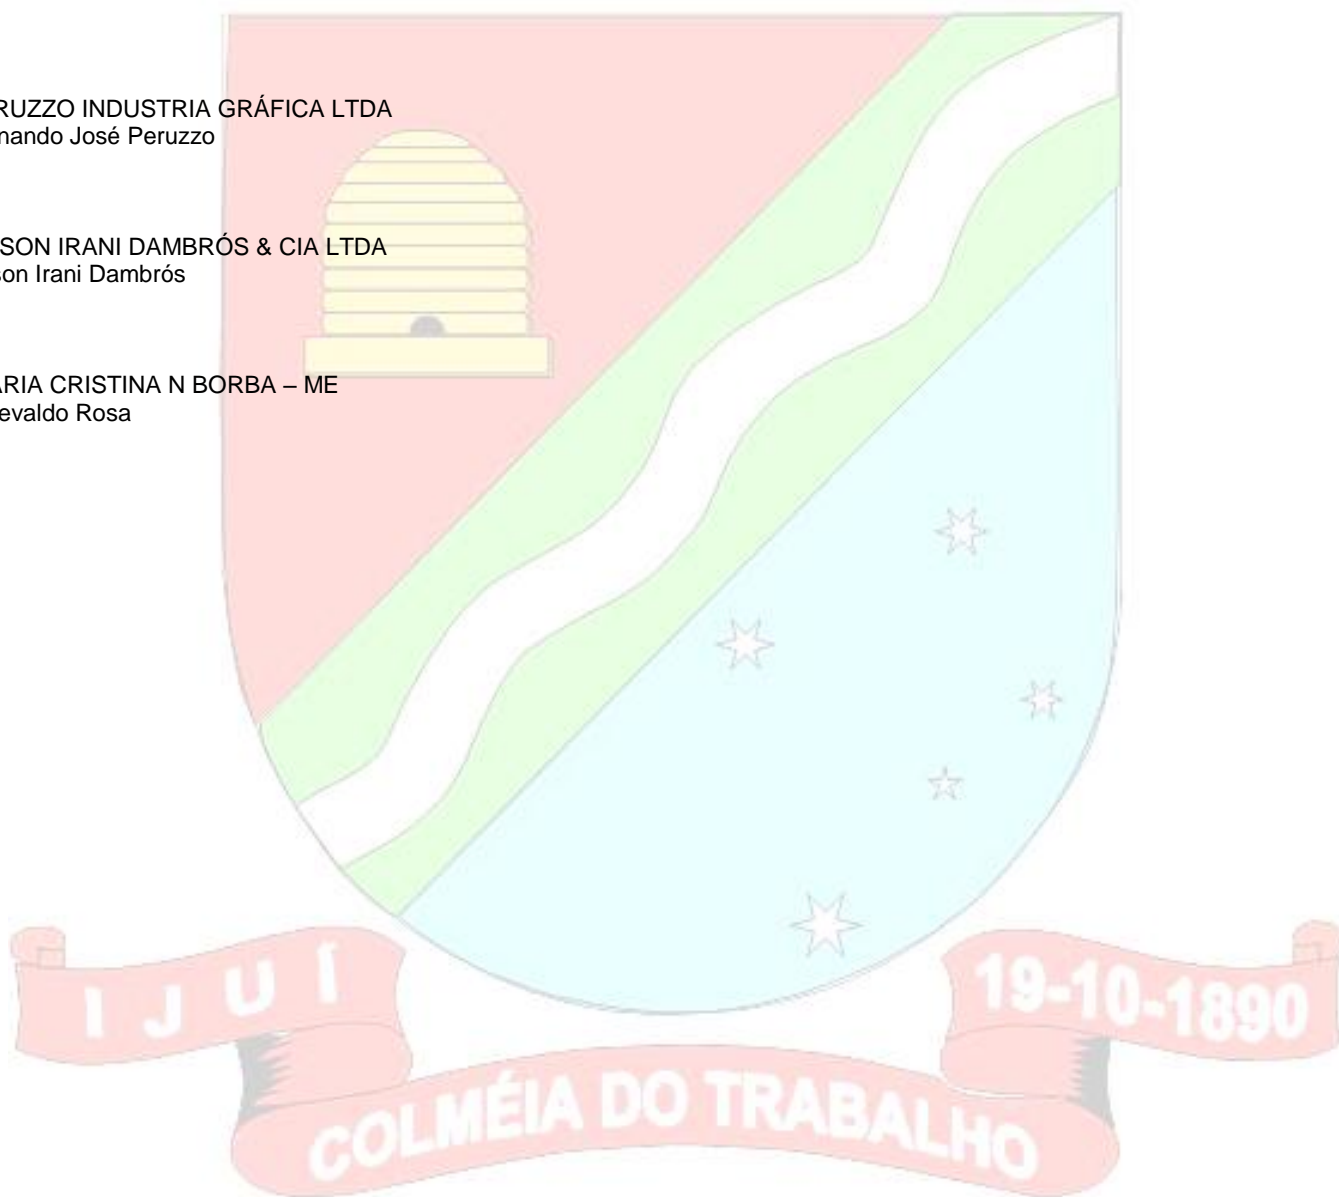 RUZZO INDUSTRIA GRÁFICA LTDA
nando José Peruzzo
SON IRANI DAMBRÓS & CIA LTDA
son Irani Dambrós
ARIA CRISTINA N BORBA – ME
evaldo Rosa
I J U Í
19-10-1890
COLMÉIA DO TRABALHO